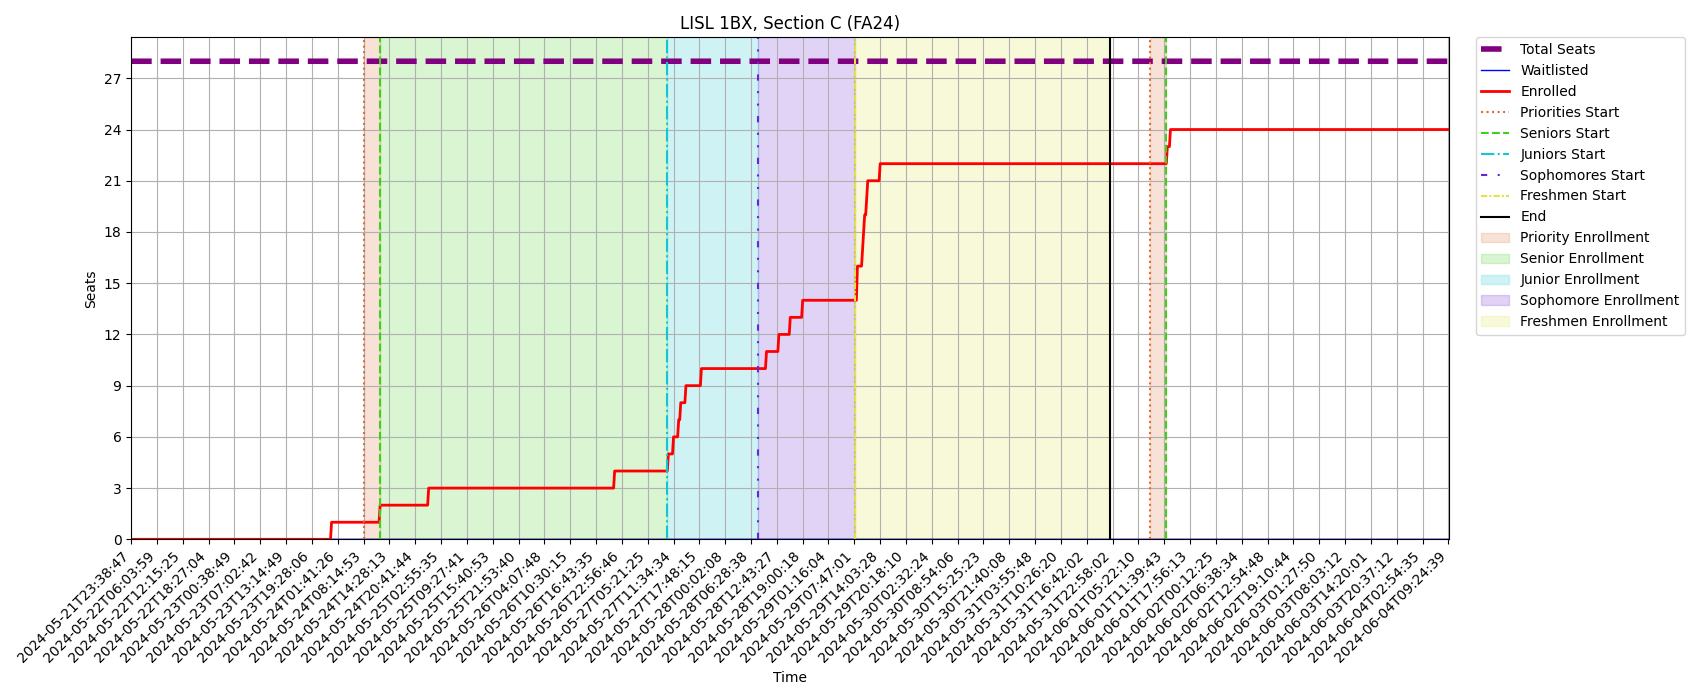 LISL 1BX, Section C (FA24)
Total Seats
Waitlisted
Enrolled
Priorities Start
Seniors Start
Juniors Start
Sophomores Start
Freshmen Start
End
Priority Enrollment
Senior Enrollment
Junior Enrollment
Sophomore Enrollment
Freshmen Enrollment
Seats
27
24
21
18
15
12
9
6
3
0
2024-05-21T23:38:47
2024-05-22T06:03:59
2024-05-22T12:15:25
2024-05-22T18:27:04
2024-05-23T00:38:49
2024-05-23T07:02:42
2024-05-23T13:14:49
2024-05-23T19:28:06
2024-05-24T01:41:26
2024-05-24T08:14:53
2024-05-24T14:28:13
2024-05-24T20:41:44
2024-05-25T02:55:35
2024-05-25T09:27:41
2024-05-25T15:40:53
2024-05-25T21:53:40
2024-05-26T04:07:48
2024-05-26T10:30:15
2024-05-26T16:43:35
2024-05-26T22:56:46
2024-05-27T05:21:25
2024-05-27T11:34:34
2024-05-27T17:48:15
2024-05-28T00:02:08
2024-05-28T06:28:38
2024-05-28T12:43:27
2024-05-28T19:00:18
2024-05-29T01:16:04
2024-05-29T07:47:01
2024-05-29T14:03:28
2024-05-29T20:18:10
2024-05-30T02:32:24
2024-05-30T08:54:06
2024-05-30T15:25:23
2024-05-30T21:40:08
2024-05-31T03:55:48
2024-05-31T10:26:20
2024-05-31T16:42:02
2024-05-31T22:58:02
2024-06-01T05:22:10
2024-06-01T11:39:43
2024-06-01T17:56:13
2024-06-02T00:12:25
2024-06-02T06:38:34
2024-06-02T12:54:48
2024-06-02T19:10:44
2024-06-03T01:27:50
2024-06-03T08:03:12
2024-06-03T14:20:01
2024-06-03T20:37:12
2024-06-04T02:54:35
2024-06-04T09:24:39
Time